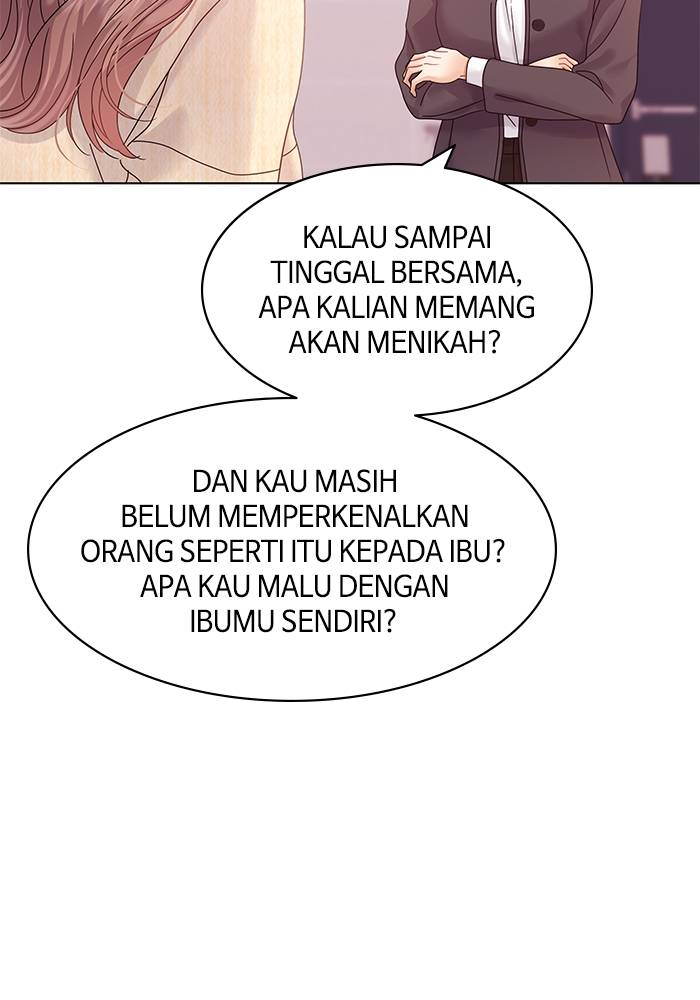 KALAU SAMPAI
TINGGAL BERSAMA,
APA KALIAN MEMANG
AKAN MENIKAH?
DAN KAU MASIH
BELUM MEMPERKENALKAN
ORANG SEPERTI ITU KEPADA IBU?
APA KAU MALU DENGAN
IBUMU SENDIRI?